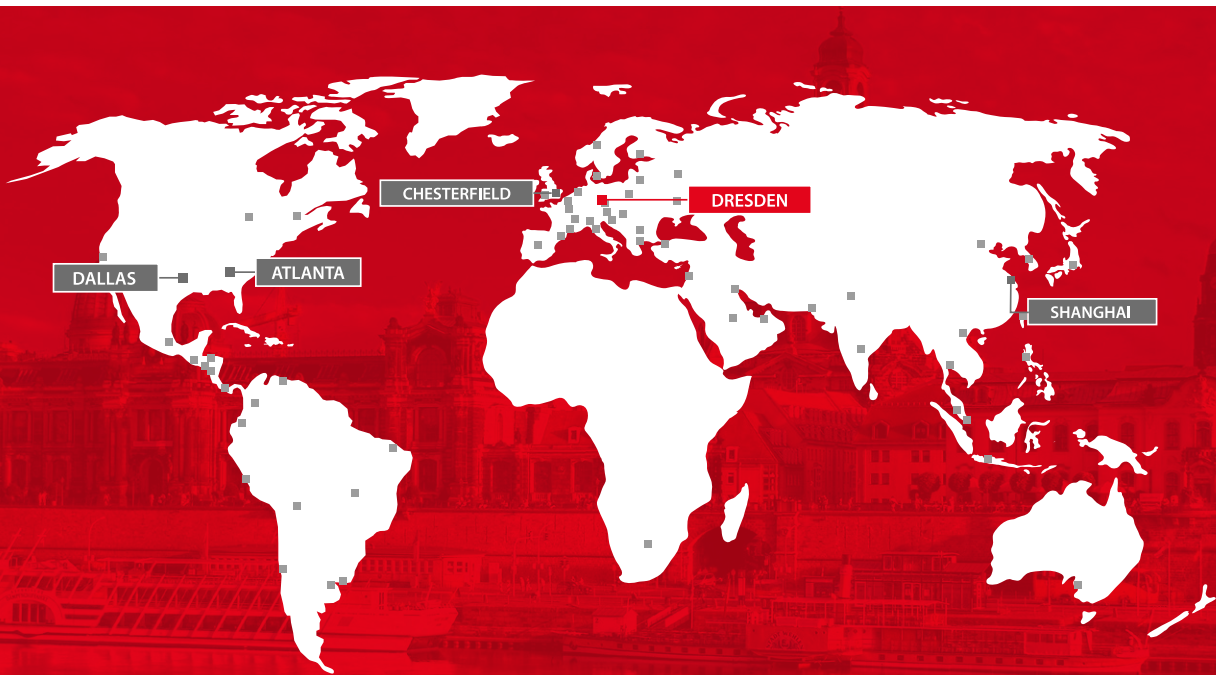 CHESTERFIELD
DRESDEN
DALLAS
ATLANTA
SHANGHAI